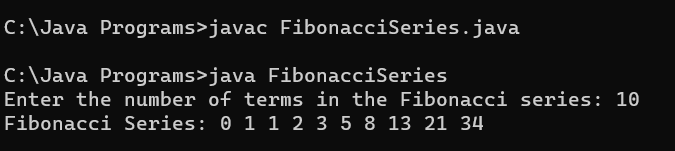 C:\Java Programs>javac FibonacciSeries.java
C:\Java Programs>java FibonacciSeries
Enter the number of terms in the Fibonacci series: 10
Fibonacci Series: 0 1 1 2 3 5 8 13 21 34